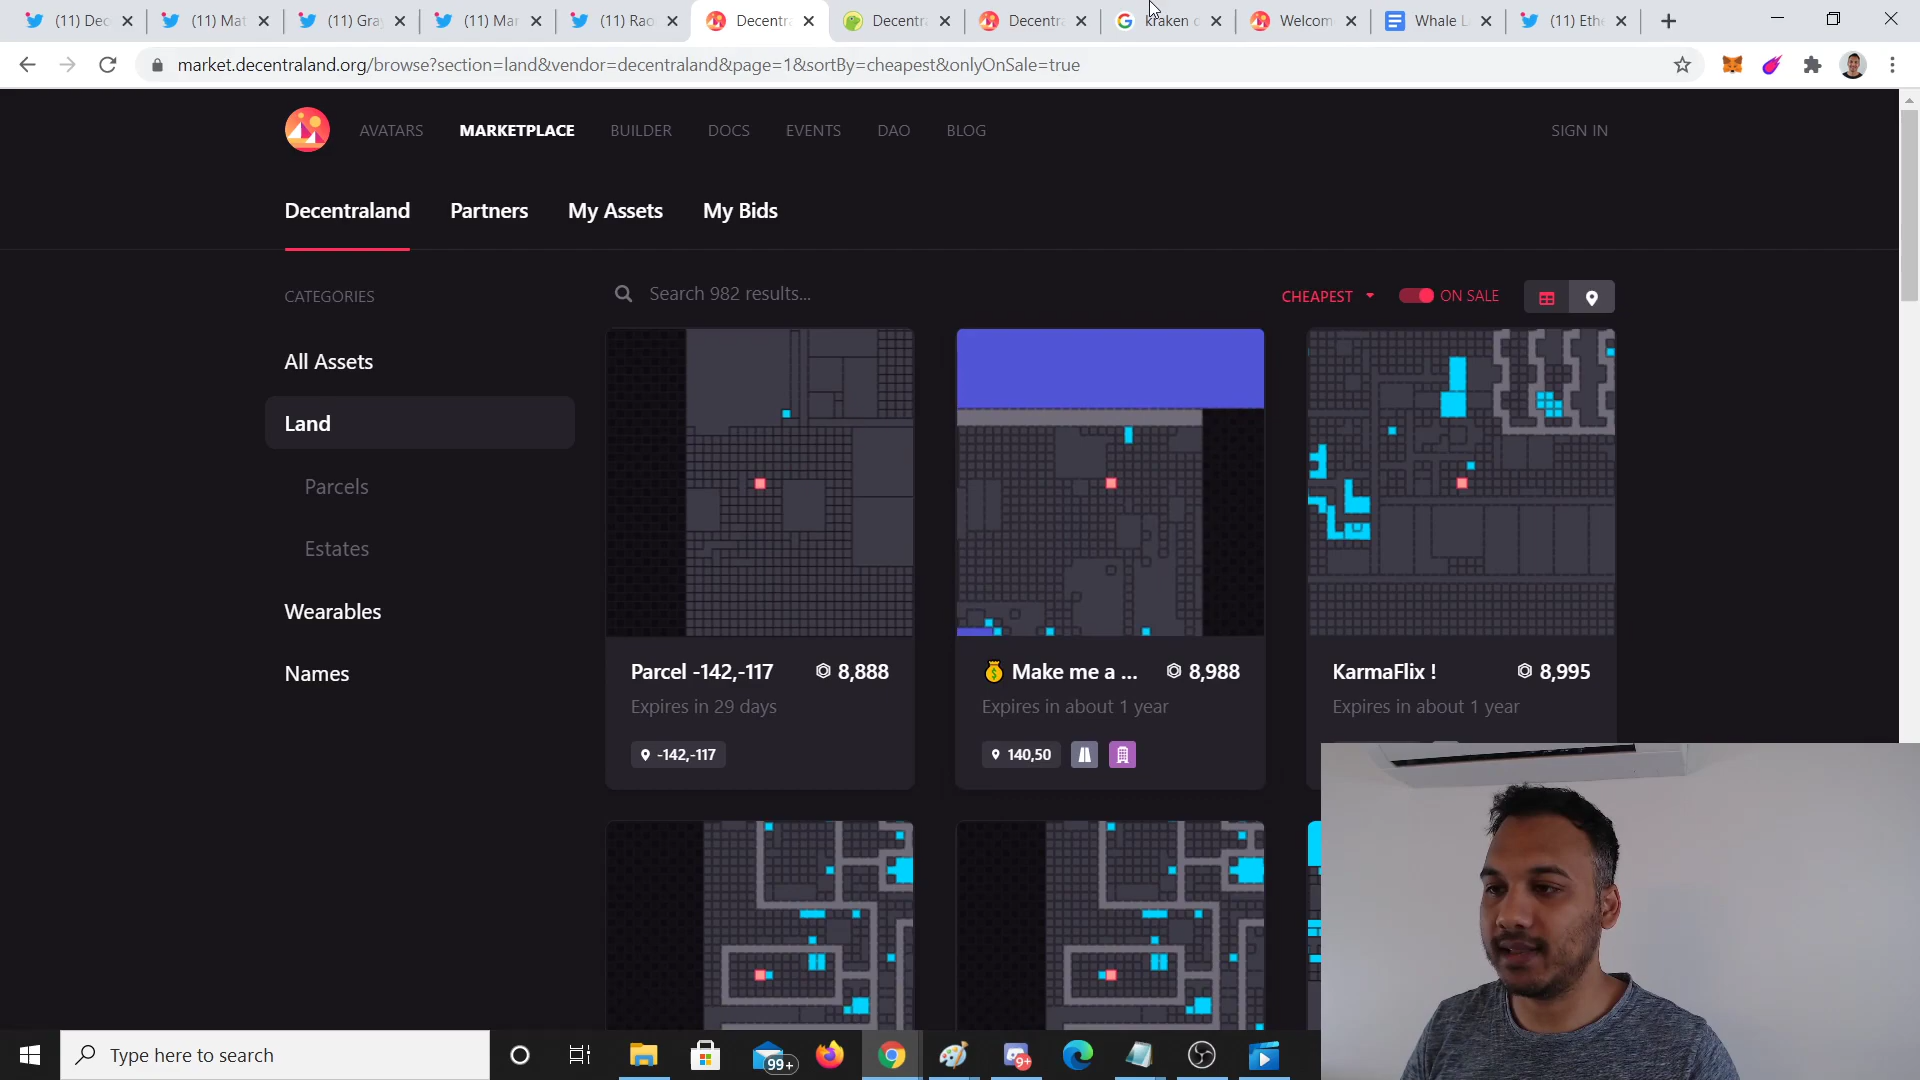 (11) Dec
(11) Mat
(11) Gra
(11) Mar
(11) Rao
Decentra
Decentr
Decentr
kraken
Welcom
Whale L
(11) Eth
market.decentraland.org/browse?section=land&vendor=decentraland&page=1&sortBy=cheapest&onlyOnSale=true
AVATARS MARKETPLACE BUILDER DOCS EVENTS DAO BLOG SIGN IN
Decentraland Partners My Assets My Bids
CATEGORIES
All Assets
Land
Parcels
Estates
Wearables
Names
Search 982 results...
CHEAPEST ON SALE
Parcel -142,-117 8,888
Expires in 29 days
-142,-117
Make me a ... 8,988
Expires in about 1 year
140,50
KarmaFlix ! 8,995
Expires in about 1 year
Type here to search
99+
9+